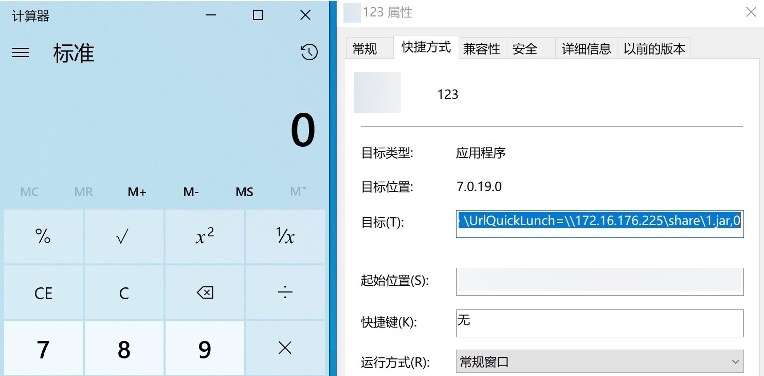 计算器
标准
0
MC MR M+ M- MS M˅
% √ x² ¹/x
CE C ÷
7 8 9 ×
123 属性
常规 快捷方式 兼容性 安全 详细信息 以前的版本
123
目标类型: 应用程序
目标位置: 7.0.19.0
目标(T): \UrlQuickLunch=\\172.16.176.225\share\1.jar,0
起始位置(S):
快捷键(K): 无
运行方式(R): 常规窗口